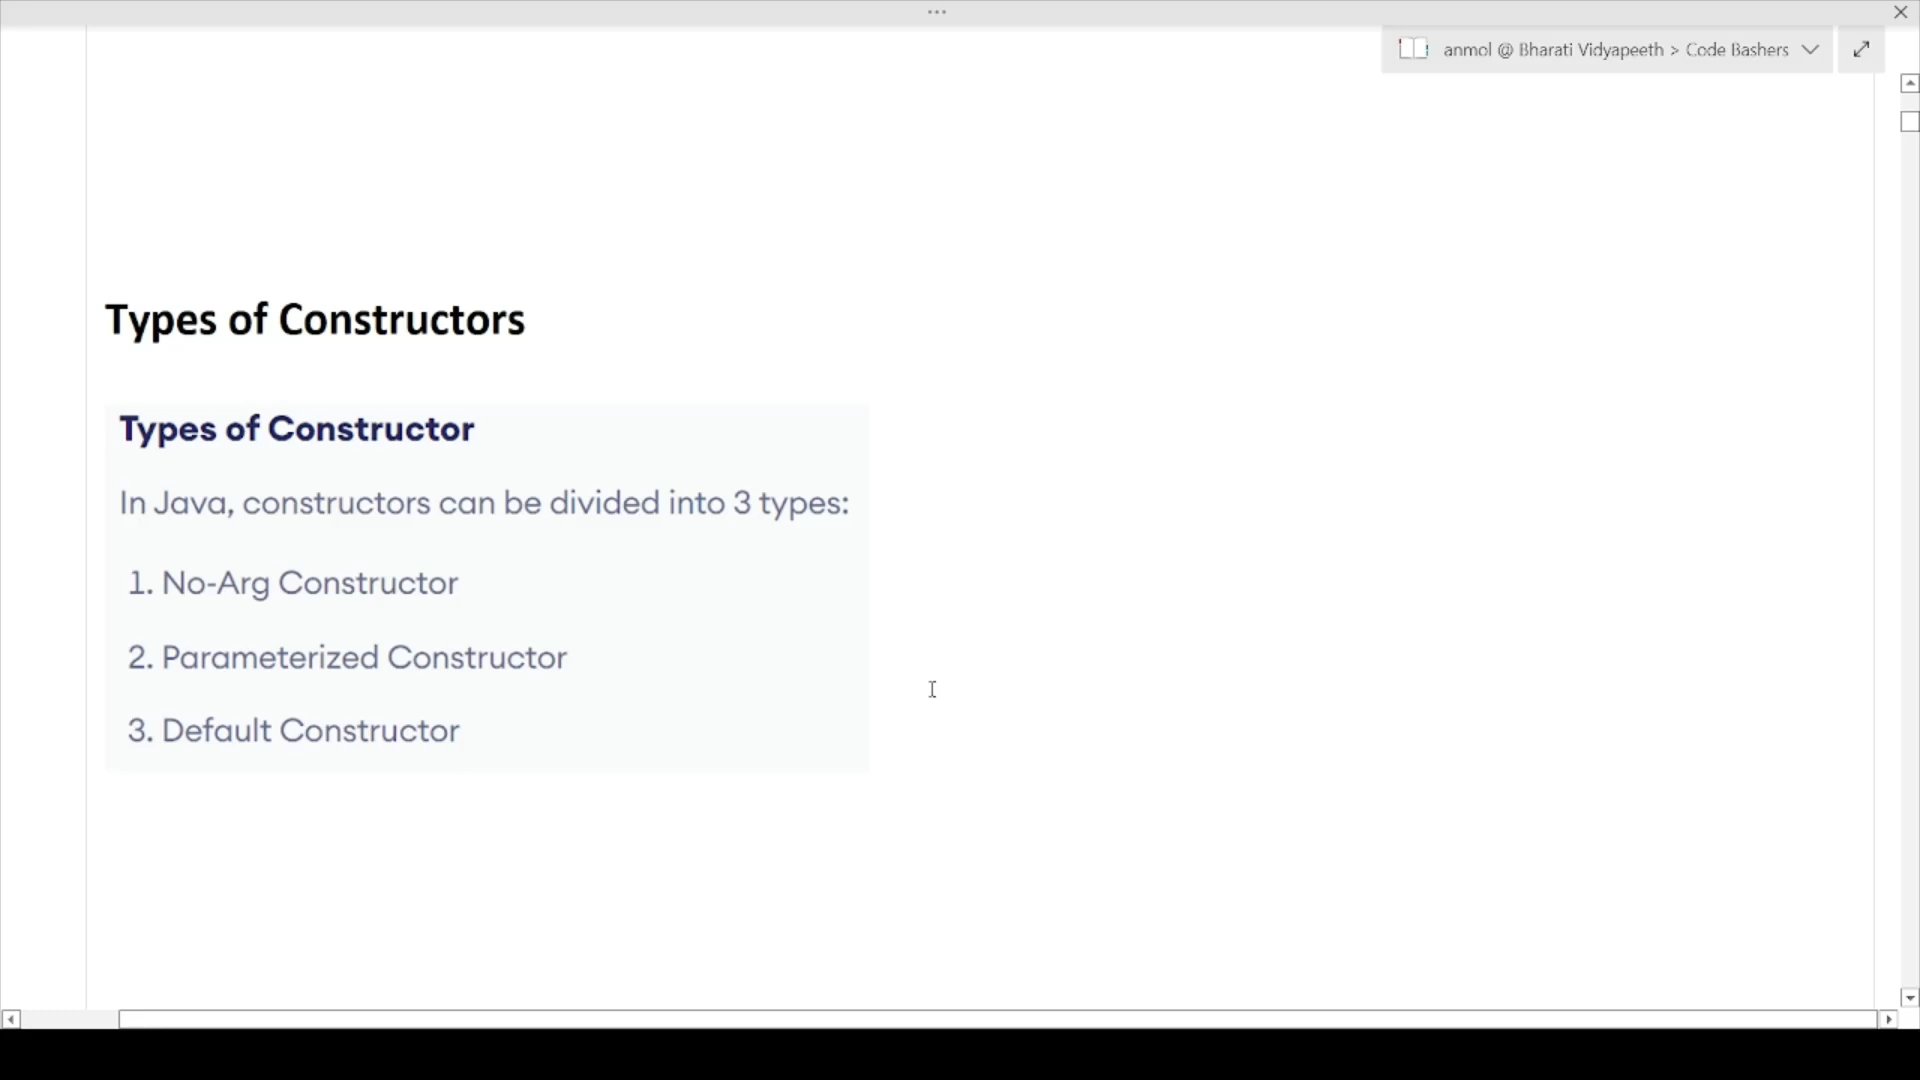 anmol @ Bharati Vidyapeeth > Code Bashers
Types of Constructors
Types of Constructor
In Java, constructors can be divided into 3 types:
1. No-Arg Constructor
2. Parameterized Constructor
3. Default Constructor